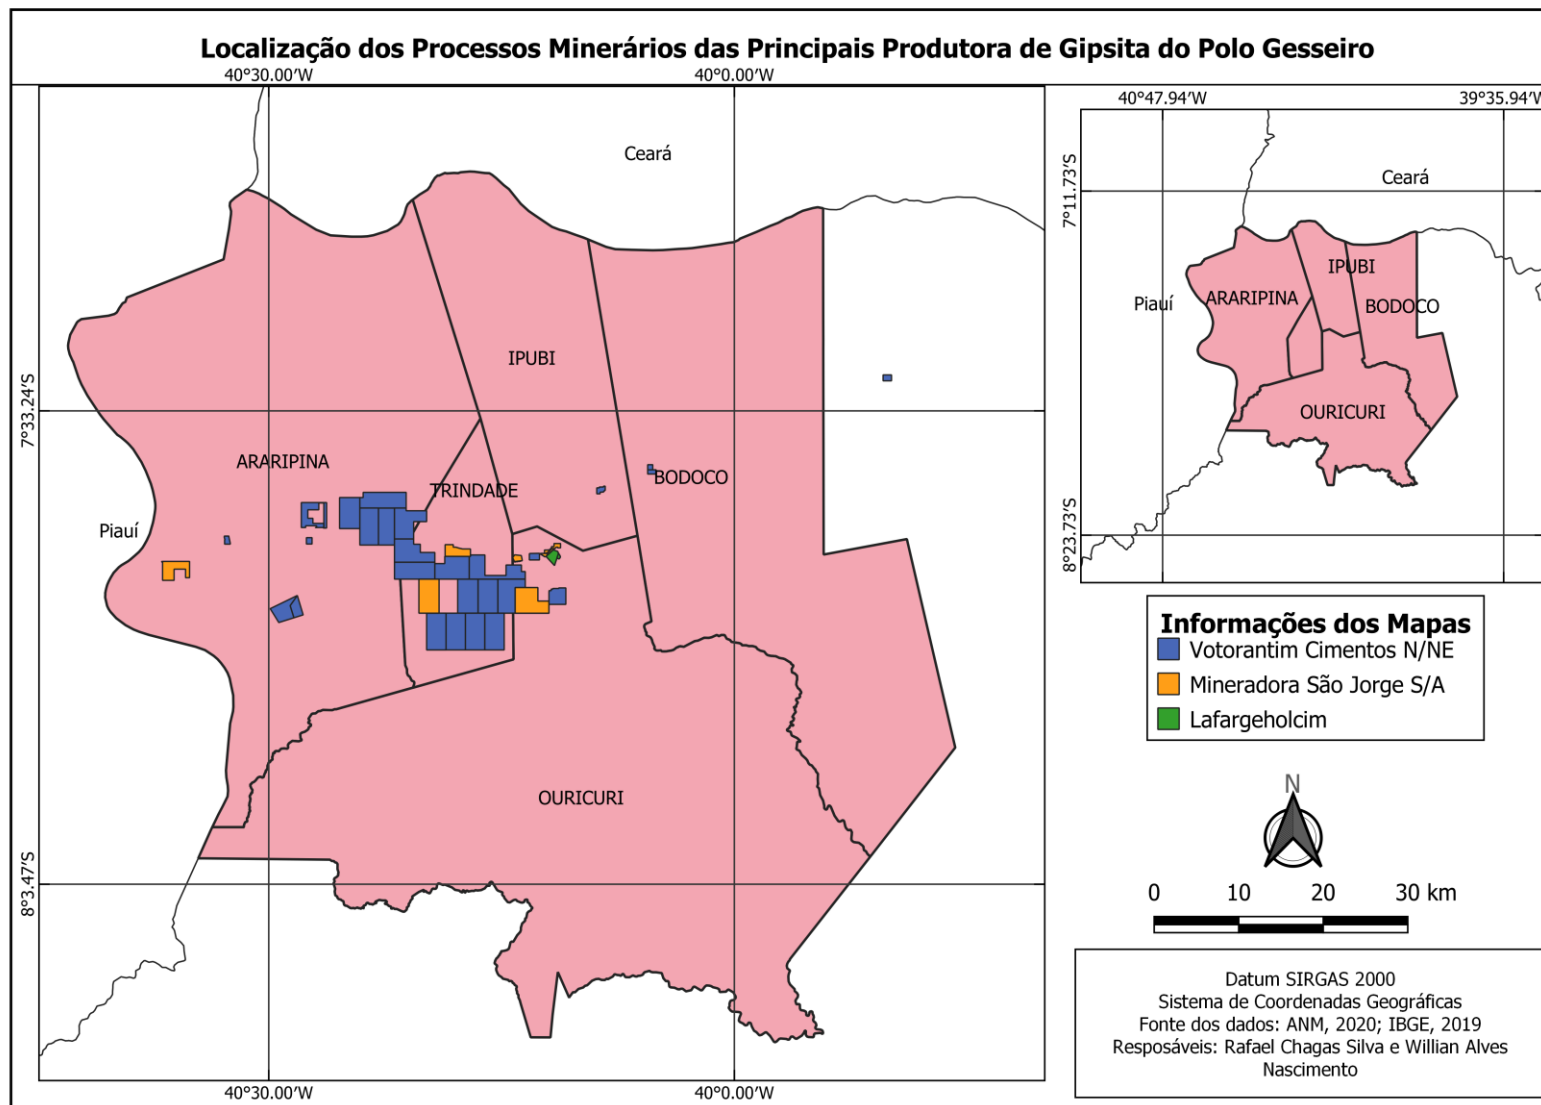 Localização dos Processos Minerários das Principais Produtora de Gipsita do Polo Gesseiro
40°30.00'W
40°0.00'W
40°47.94'W
39°35.94'W
Ceará
7°11.73'S
Ceará
IPUBI
ARARIPINA
Piauí
BODOCO
IPUBI
7°33.24'S
OURICURI
ARARIPINA
TRINDADE
BODOCO
Piauí
8°23.73'S
Informações dos Mapas
Votorantim Cimentos N/NE
Mineradora São Jorge S/A
Lafargeholcim
OURICURI
N
8°3.47'S
0 10 20 30 km
Datum SIRGAS 2000
Sistema de Coordenadas Geográficas
Fonte dos dados: ANM, 2020; IBGE, 2019
Resposáveis: Rafael Chagas Silva e Willian Alves
Nascimento
40°30.00'W
40°0.00'W